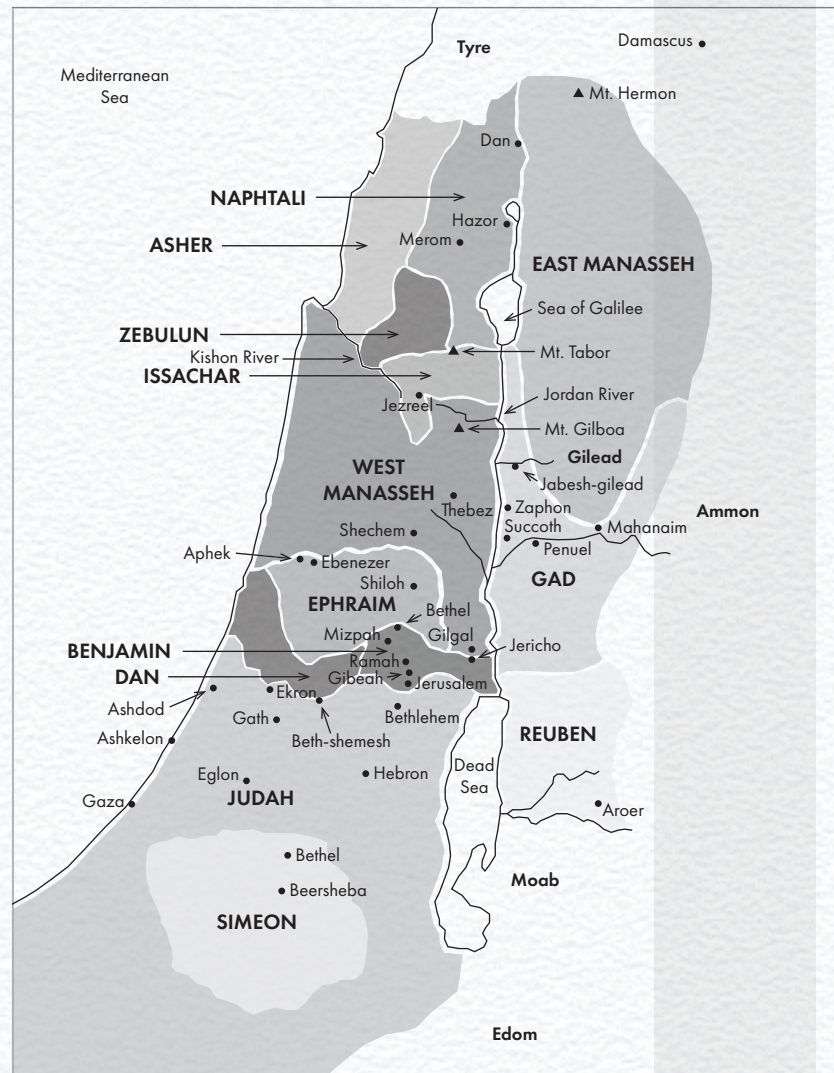 Tyre
Damascus
Mediterranean
Sea
Mt. Hermon
Dan
NAPHTALI
Hazor
ASHER
Merom
EAST MANASSEH
Sea of Galilee
ZEBULUN
Kishon River
Mt. Tabor
ISSACHAR
Jordan River
Jezreel
Mt. Gilboa
Gilead
WEST
MANASSEH
Jabesh-gilead
Thebez
Zaphon
Ammon
Succoth
Mahanaim
Shechem
Penuel
Aphek
Ebenezer
GAD
Shiloh
EPHRAIM
Bethel
Mizpah
Gilgal
Jericho
BENJAMIN
Ramah
DAN
Gibeah
Jerusalem
Ekron
Ashdod
Gath
Bethlehem
Beth-shemesh
Ashkelon
REUBEN
Dead
Sea
Hebron
Eglon
JUDAH
Gaza
Aroer
Bethel
Moab
Beersheba
SIMEON
Edom